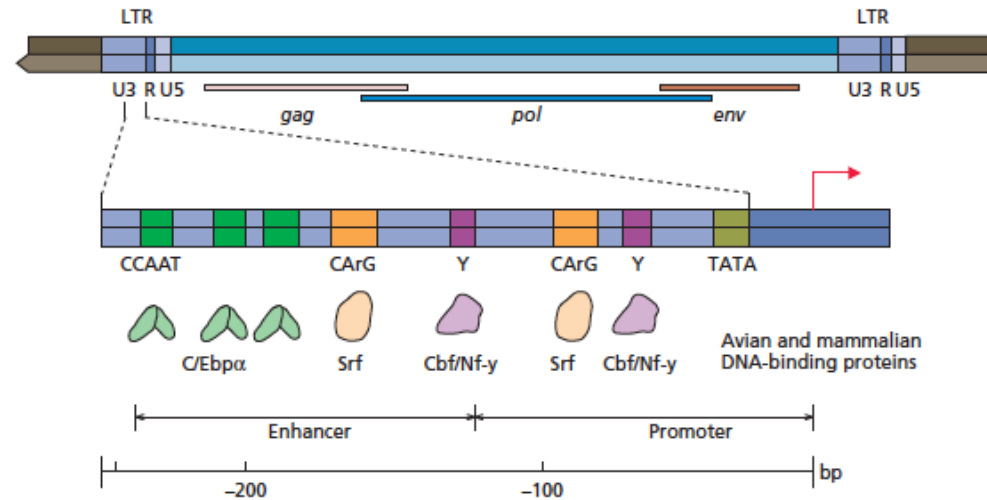 LTR LTR
U3 R U5 U3 R U5
gag pol env
CCAAT CArG Y CArG Y TATA
C/Ebpα Srf Cbf/Nf-y Srf Cbf/Nf-y
Avian and mammalian
DNA-binding proteins
Enhancer Promoter
bp
–200 –100